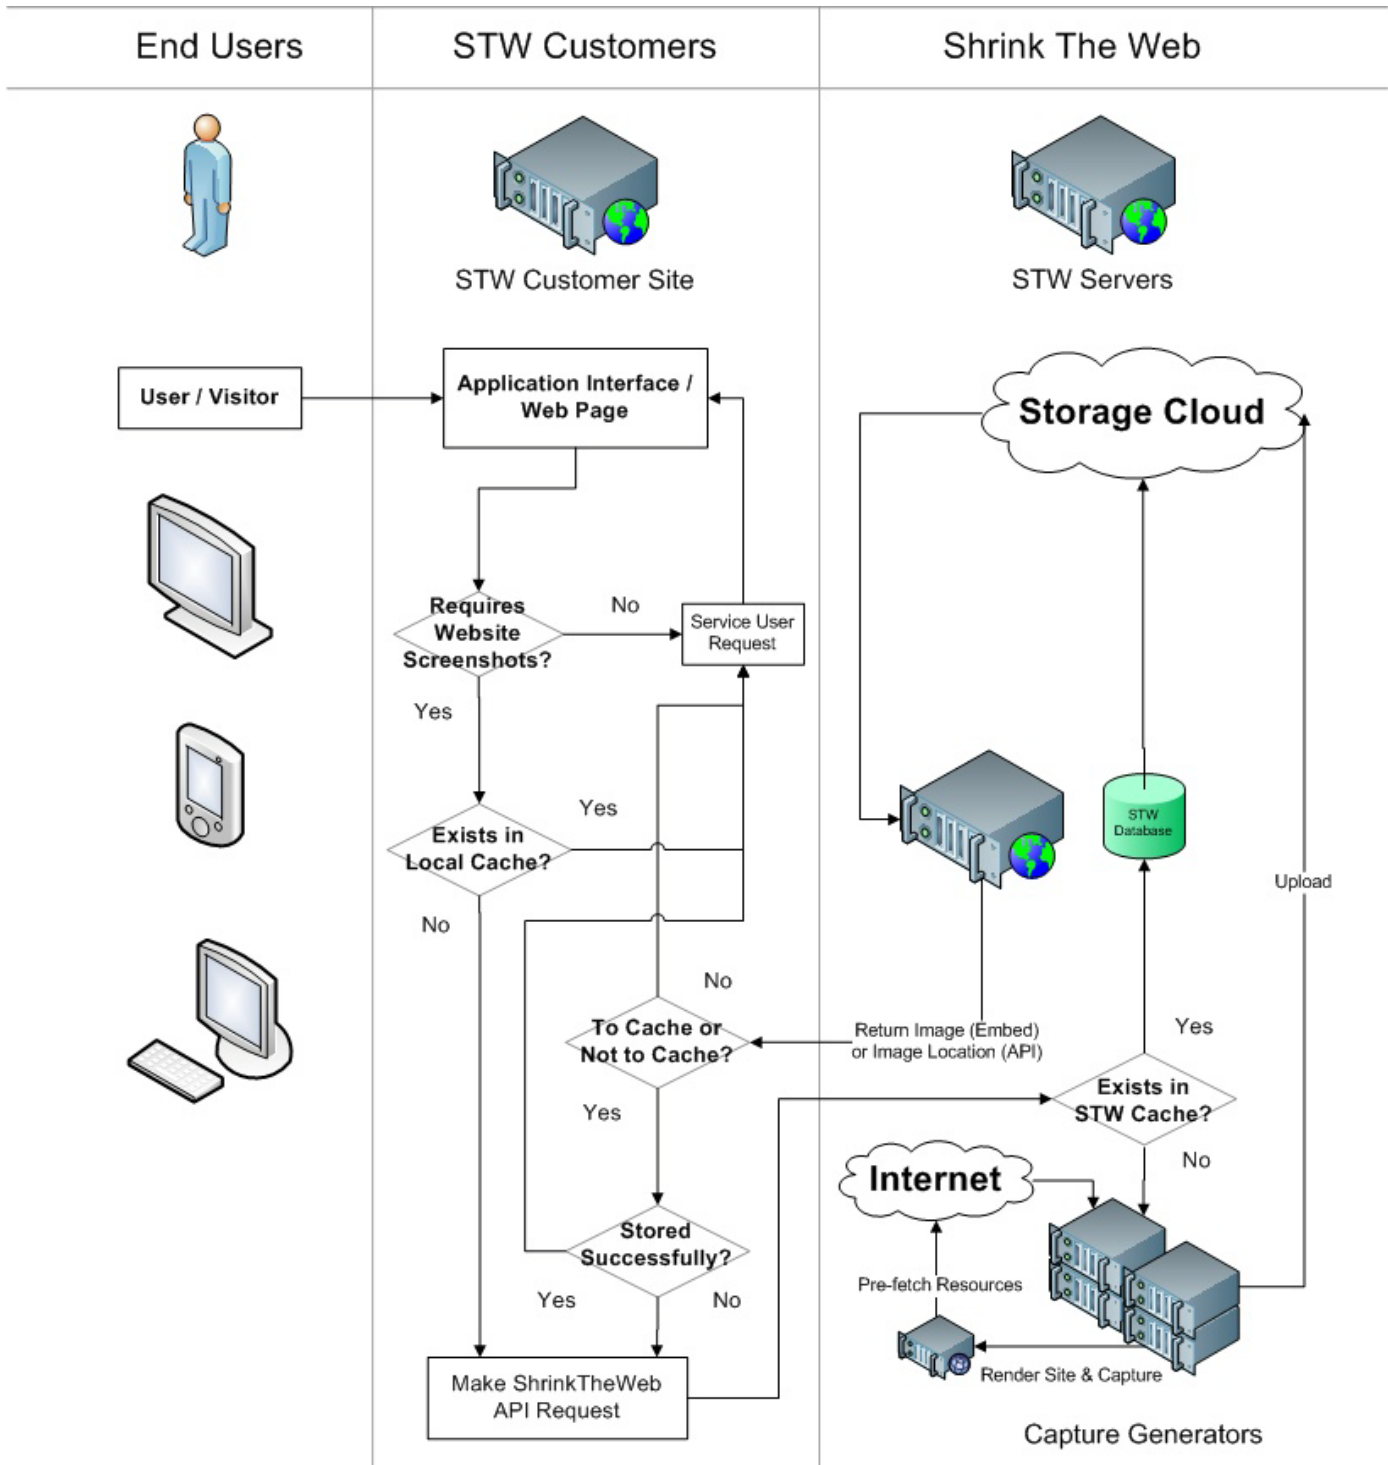 End Users
STW Customers
Shrink The Web
STW Customer Site
STW Servers
User / Visitor
Application Interface /
Web Page
Storage Cloud
Requires
Website
Screenshots?
No
Service User
Request
Yes
Exists in
Local Cache?
Yes
No
STW
Database
Upload
No
To Cache or
Not to Cache?
Yes
Return Image (Embed)
or Image Location (API)
Yes
Exists in
STW Cache?
No
Internet
Stored
Successfully?
Yes
No
Pre-fetch Resources
Render Site & Capture
Make ShrinkTheWeb
API Request
Capture Generators